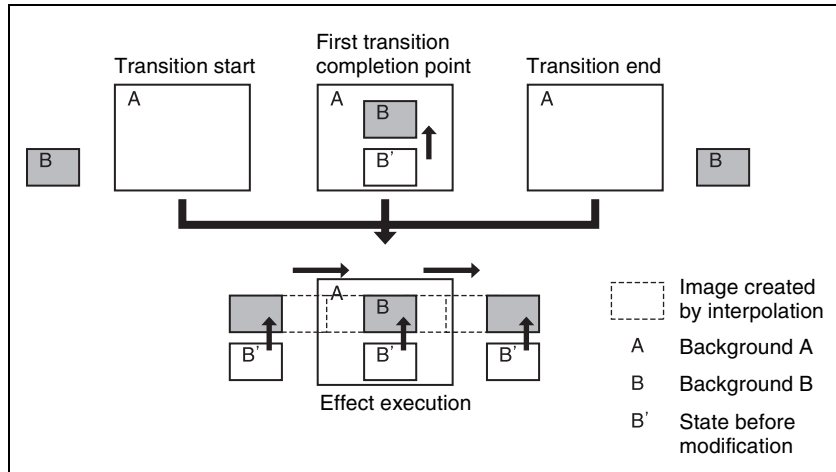 Transition start
First transition
completion point
Transition end
A
A
A
B
B
B'
B
A
B
B'
B'
B'
Effect execution
Image created
by interpolation
A Background A
B Background B
B' State before
modification